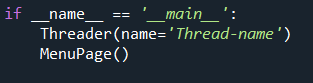 if __name__ == '__main__':
    Threader(name='Thread-name')
    MenuPage()